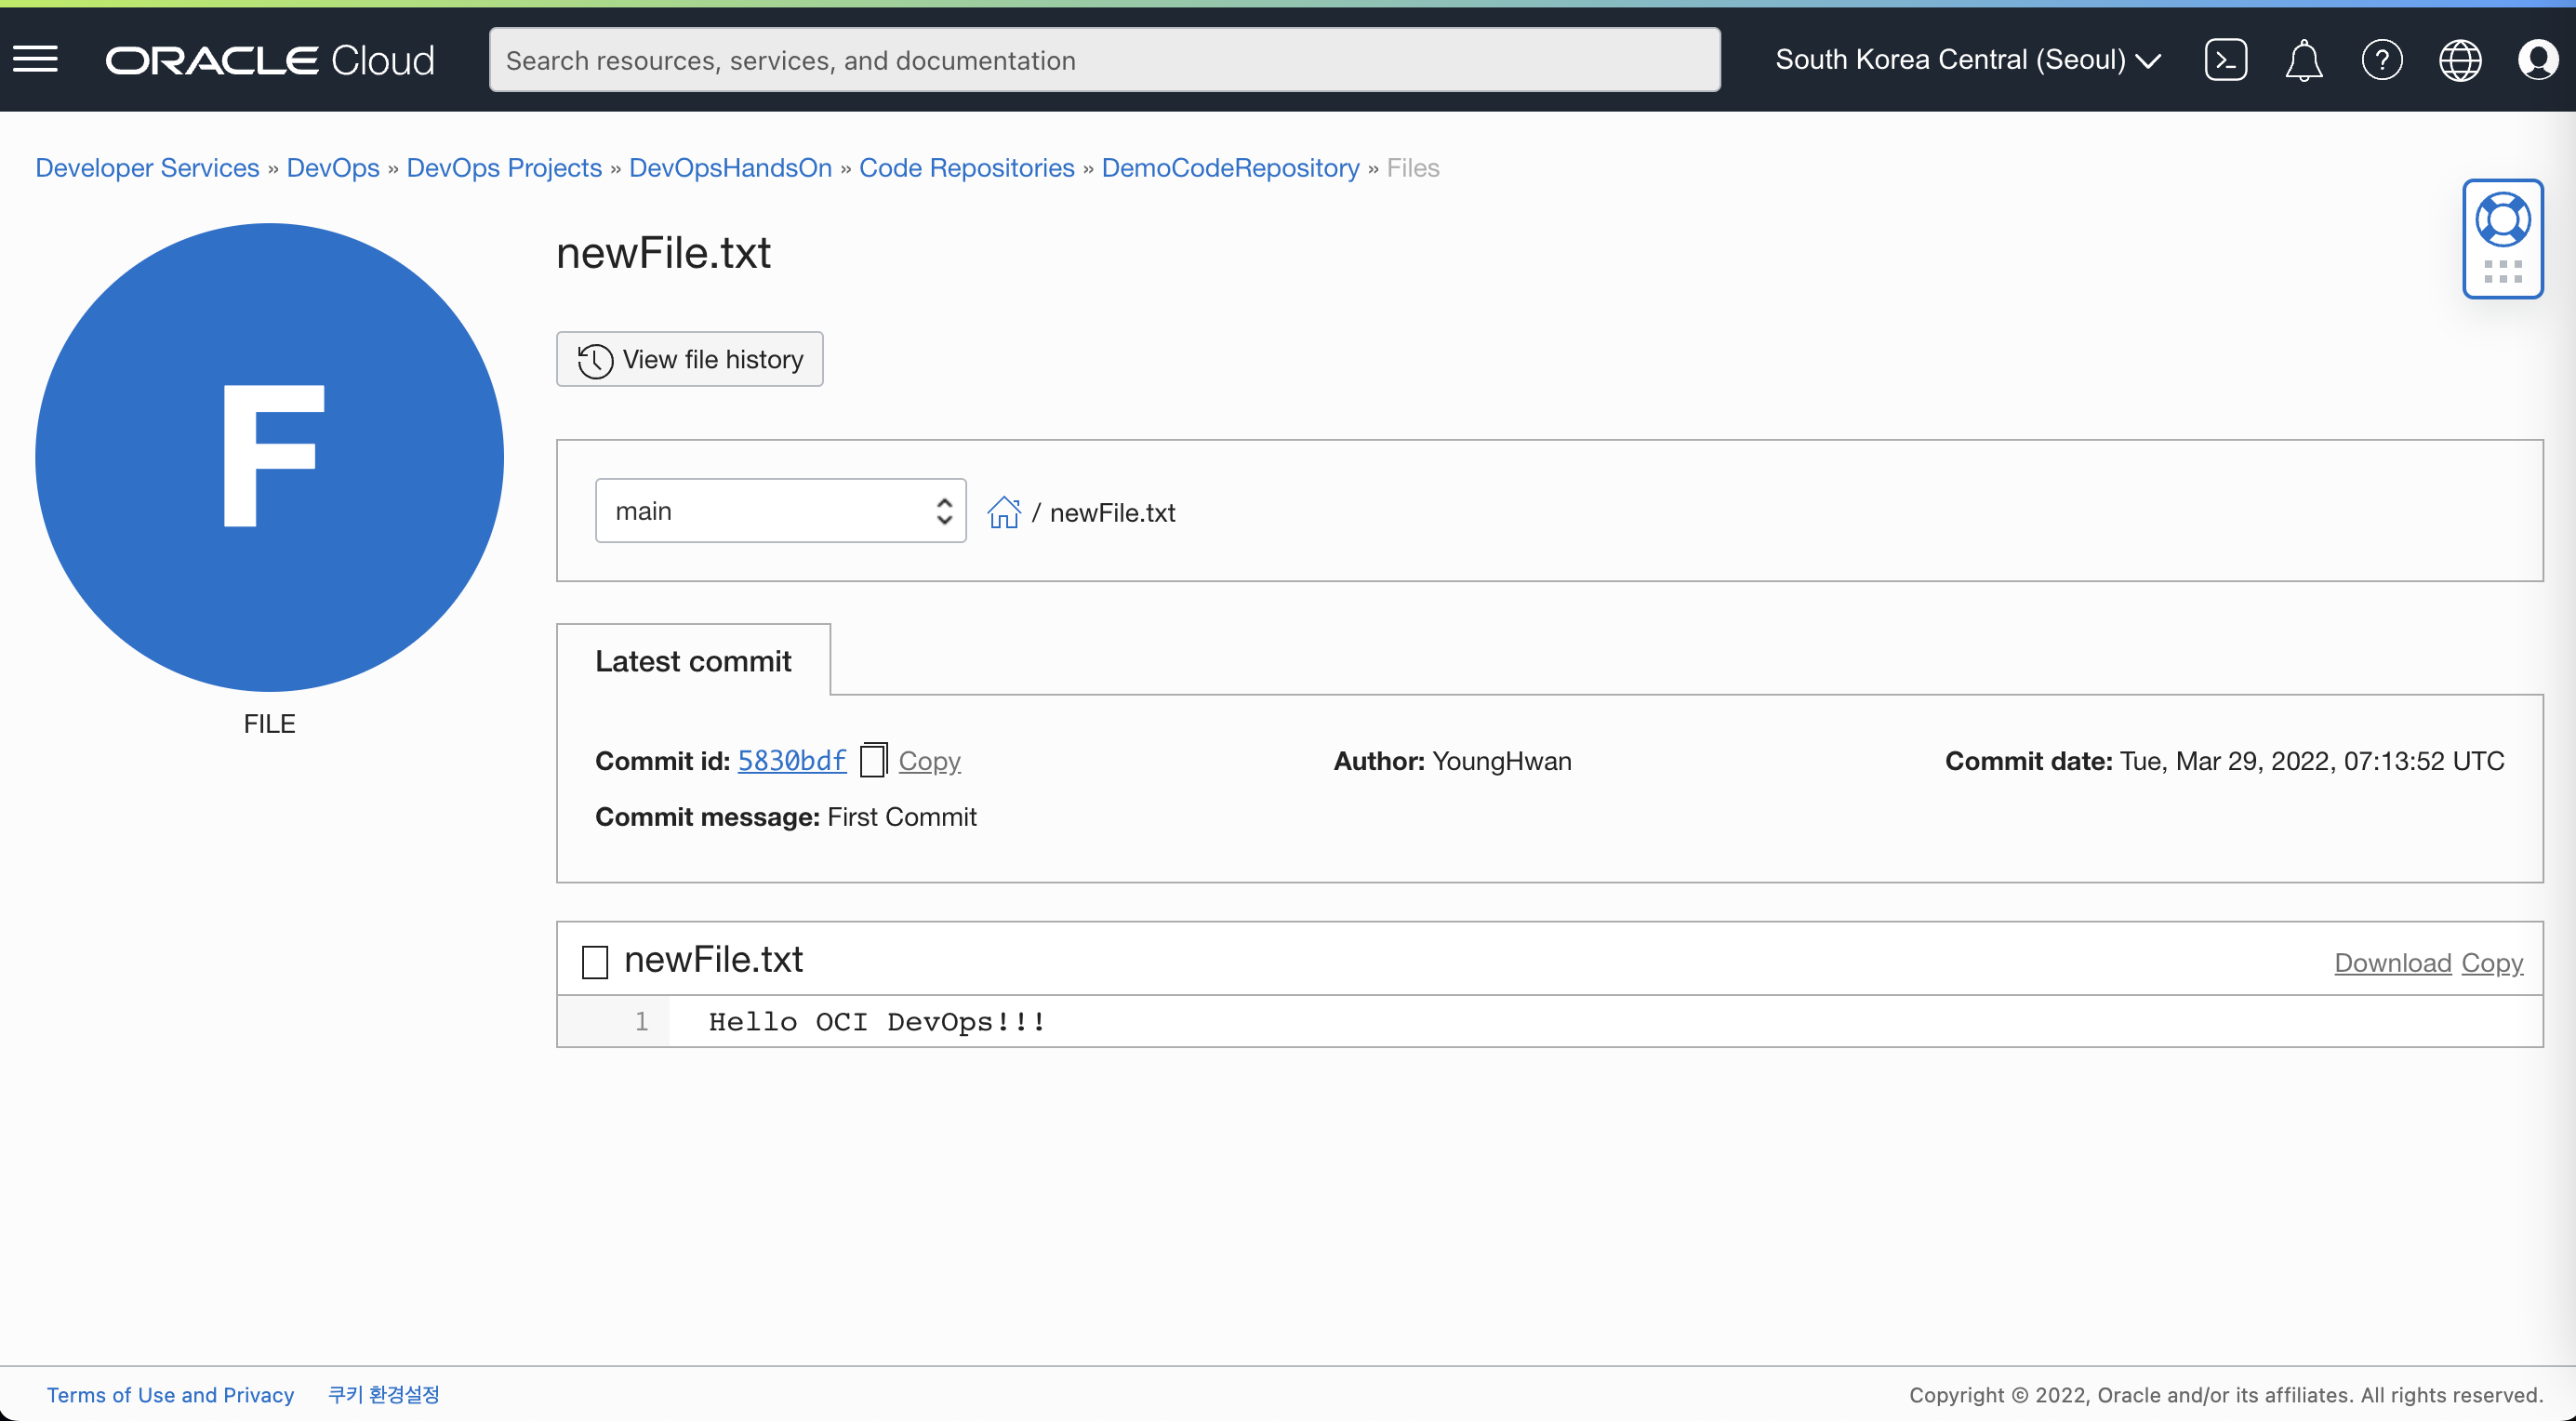 ORACLE Cloud
Search resources, services, and documentation
South Korea Central (Seoul)
Developer Services » DevOps » DevOps Projects » DevOpsHandsOn » Code Repositories » DemoCodeRepository » Files
F
FILE
newFile.txt
View file history
main
/ newFile.txt
Latest commit
Commit id: 5830bdf Copy
Author: YoungHwan
Commit date: Tue, Mar 29, 2022, 07:13:52 UTC
Commit message: First Commit
newFile.txt
Download Copy
1 Hello OCI DevOps!!!
Terms of Use and Privacy
쿠키 환경설정
Copyright © 2022, Oracle and/or its affiliates. All rights reserved.